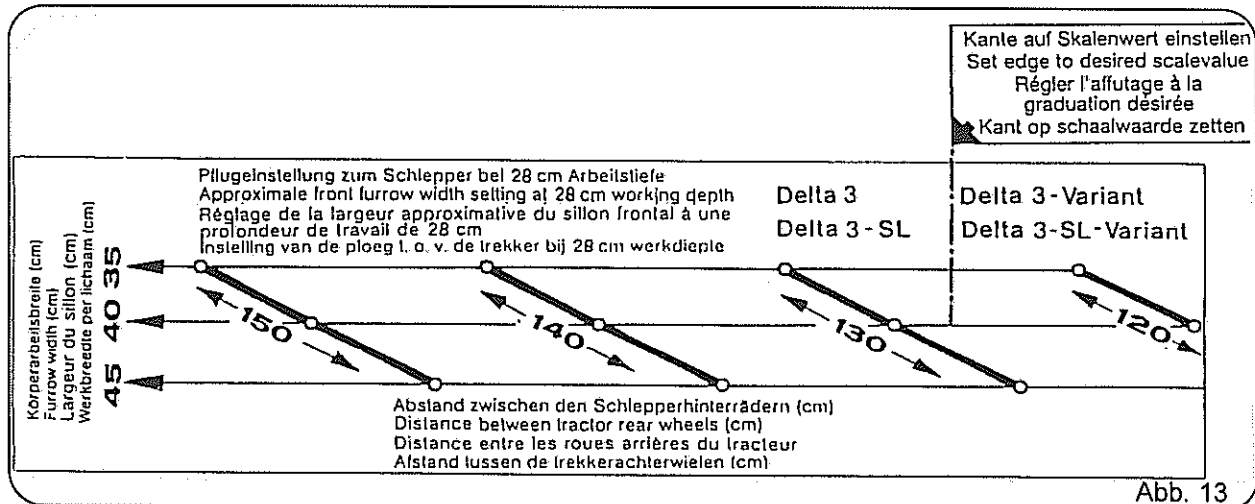 Kante auf Skalenwert einstellen
Set edge to desired scalevalue
Régler l'affutage à la
graduation désirée
Kant op schaalwaarde zetten
Pflugeinstellung zum Schlepper bei 28 cm Arbeitstiefe
Approximale front furrow width setting at 28 cm working depth
Réglage de la largeur approximative du sillon frontal à une
profondeur de travail de 28 cm
Instelling van de ploeg t. o. v. de trekker bij 28 cm werkdiepte
Delta 3
Delta 3-SL
Delta 3-Variant
Delta 3-SL-Variant
Körperarbeitsbreite (cm)
Furrow width (cm)
Largeur du sillon (cm)
Werkbreedte per lichaam (cm)
35
40
45
150
140
130
120
Abstand zwischen den Schlepperhinterrädern (cm)
Distance between tractor rear wheels (cm)
Distance entre les roues arrières du tracteur
Afstand tussen de trekkerachterwielen (cm)
Abb. 13